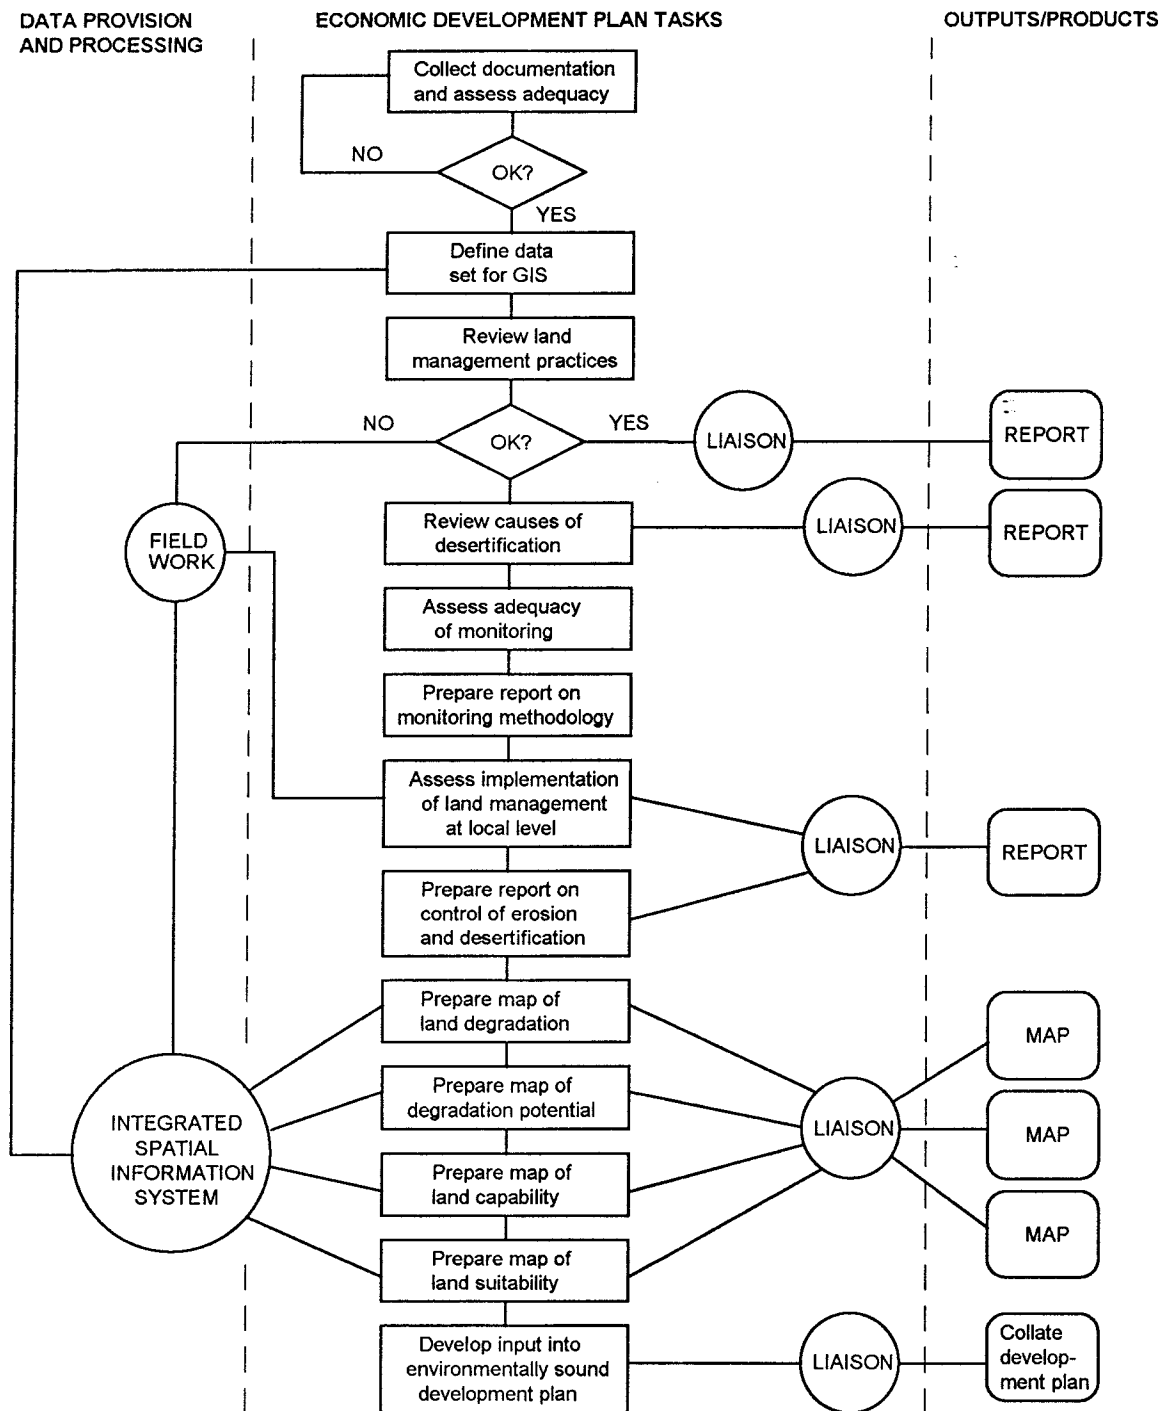 DATA PROVISION
AND PROCESSING
ECONOMIC DEVELOPMENT PLAN TASKS
OUTPUTS/PRODUCTS
Collect documentation
and assess adequacy
NO
OK?
YES
Define data
set for GIS
Review land
management practices
NO
OK?
YES
LIAISON
REPORT
FIELD
WORK
Review causes of
desertification
LIAISON
REPORT
Assess adequacy
of monitoring
Prepare report on
monitoring methodology
Assess implementation
of land management
at local level
LIAISON
REPORT
Prepare report on
control of erosion
and desertification
Prepare map of
land degradation
MAP
Prepare map of
degradation potential
INTEGRATED
SPATIAL
INFORMATION
SYSTEM
LIAISON
MAP
Prepare map of
land capability
Prepare map of
land suitability
MAP
Develop input into
environmentally sound
development plan
LIAISON
Collate
develop-
ment plan